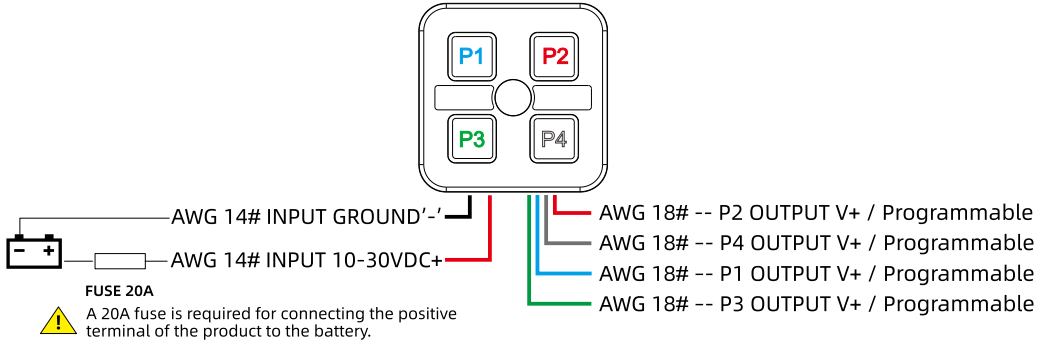 P1
P2
P3
P4
AWG 14# INPUT GROUND'-'
AWG 14# INPUT 10-30VDC+
FUSE 20A
A 20A fuse is required for connecting the positive
terminal of the product to the battery.
AWG 18# -- P2 OUTPUT V+ / Programmable
AWG 18# -- P4 OUTPUT V+ / Programmable
AWG 18# -- P1 OUTPUT V+ / Programmable
AWG 18# -- P3 OUTPUT V+ / Programmable